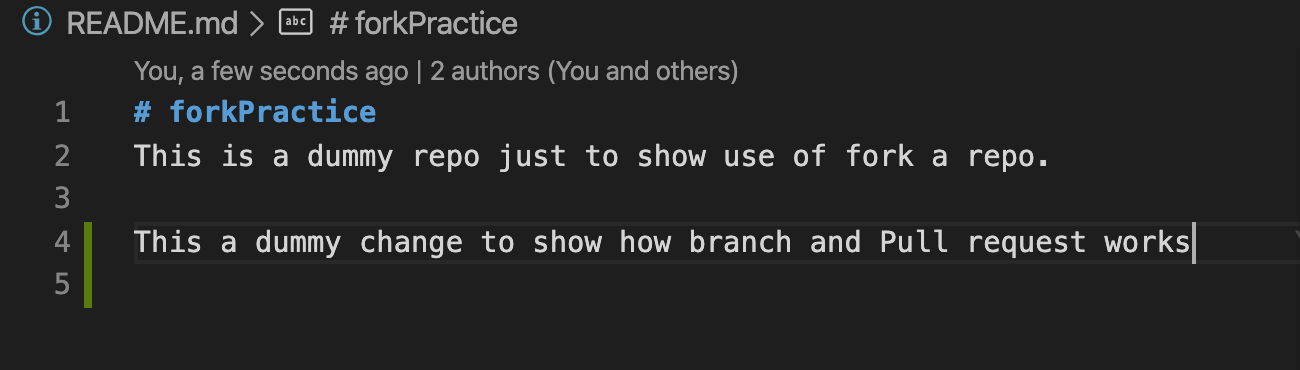 README.md > abc # forkPractice
You, a few seconds ago | 2 authors (You and others)
1 # forkPractice
2 This is a dummy repo just to show use of fork a repo.
3
4 This a dummy change to show how branch and Pull request works
5